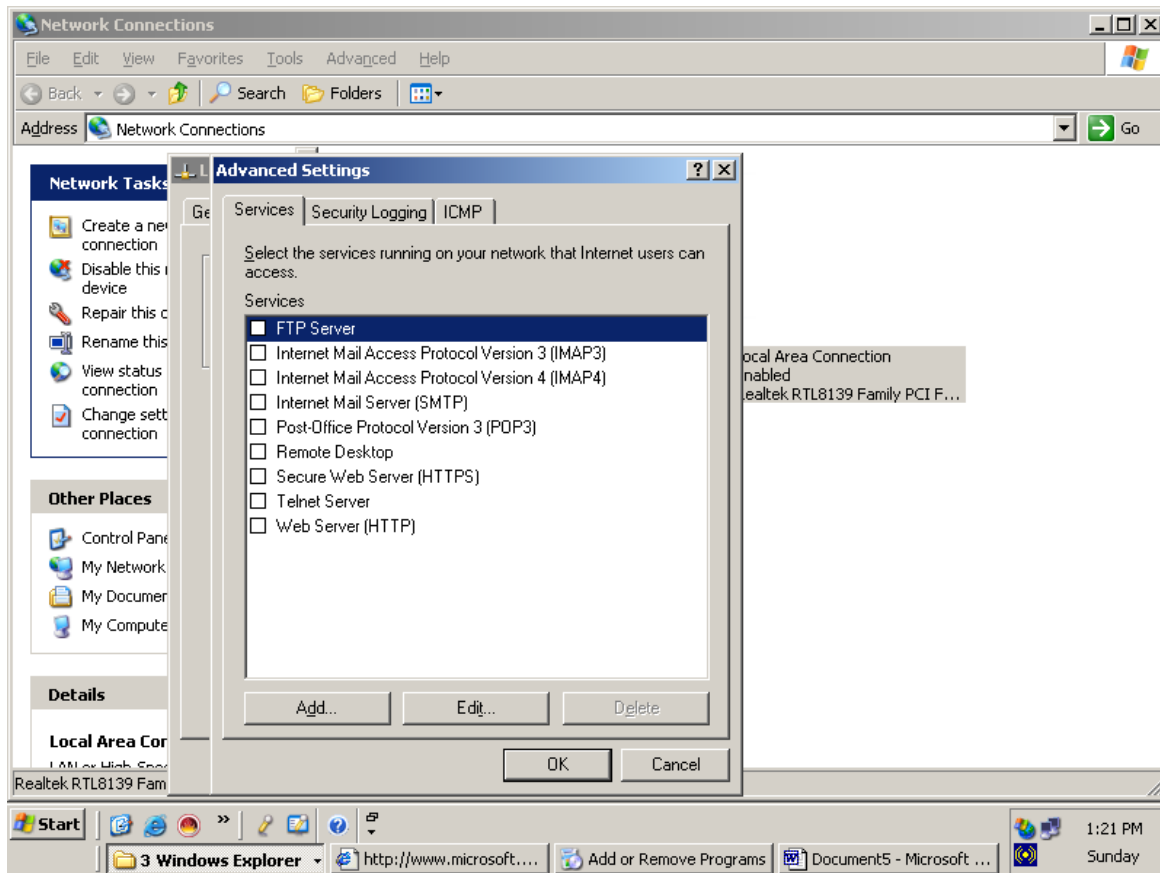 Network Connections
File Edit View Favorites Tools Advanced Help
Back Search Folders
Address Network Connections Go
Network Tasks
Create a new
connection
Disable this
device
Repair this c
Rename this
View status
connection
Change sett
connection
Other Places
Control Pane
My Network
My Documen
My Compute
Details
Local Area Con
Realtek RTL8139 Fam
L
Ge
Advanced Settings
Services Security Logging ICMP
Select the services running on your network that Internet users can
access.
Services
FTP Server
Internet Mail Access Protocol Version 3 (IMAP3)
Internet Mail Access Protocol Version 4 (IMAP4)
Internet Mail Server (SMTP)
Post-Office Protocol Version 3 (POP3)
Remote Desktop
Secure Web Server (HTTPS)
Telnet Server
Web Server (HTTP)
Add... Edit... Delete
OK Cancel
ocal Area Connection
nabled
ealtek RTL8139 Family PCI F...
Start
1:21 PM
3 Windows Explorer http://www.microsoft.... Add or Remove Programs Document5 - Microsoft ... Sunday